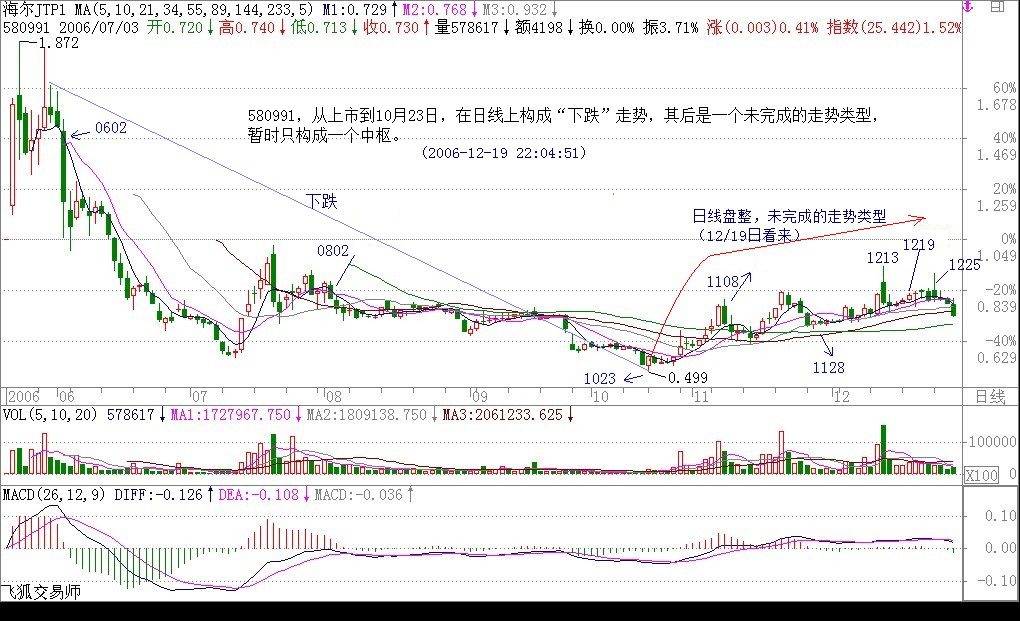 海尔JTP1 MA(5,10,21,34,55,89,144,233,5) M1:0.729↑M2:0.768↓M3:0.932↓
580991 2006/07/03 开0.720↓高0.740↓低0.713↓收0.730↑量578617↓额4198↓换0.00% 振3.71% 涨(0.003)0.41% 指数(25.442)1.52%
1.872
60%
1.678
580991，从上市到10月23日，在日线上构成“下跌”走势，其后是一个未完成的走势类型，
0602
暂时只构成一个中枢。
40%
(2006-12-19 22:04:51)
1.469
20%
下跌
1.259
日线盘整，未完成的走势类型
(12/19日看来)
0%
0802
1219
1.049
1213
1225
1108
-20%
0.839
-40%
0.629
1128
1023
0.499
2006 06 07 08 09 10 11 12 日线
VOL(5,10,20) 578617↓MA1:1727967.750↓MA2:1809138.750↓MA3:2061233.625↓
100000
0
X100
MACD(26,12,9) DIFF:-0.126↑DEA:-0.108↓MACD:-0.036↑
0.10
0.00
-0.10
飞狐交易师